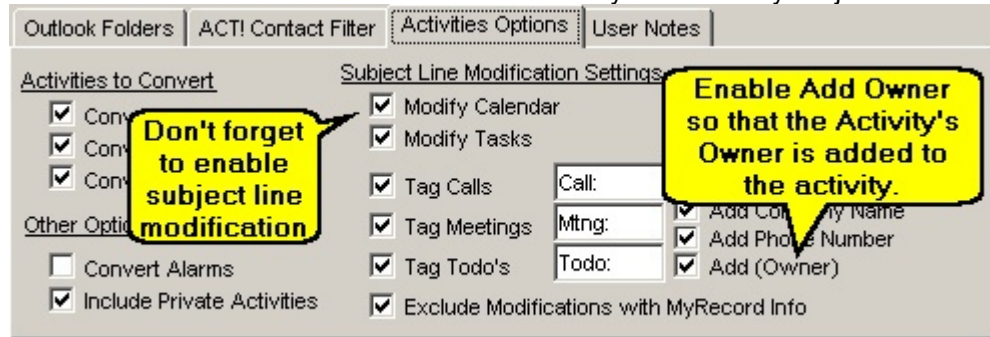 Outlook Folders ACT! Contact Filter Activities Options User Notes
Activities to Convert
Subject Line Modification Settings
Modify Calendar
Modify Tasks
Don't forget
to enable
subject line
modification
Enable Add Owner
so that the Activity's
Owner is added to
the activity.
Tag Calls Call:
Tag Meetings Mtng:
Tag Todo's Todo:
Name
Add Phone Number
Add (Owner)
Other
Convert Alarms
Include Private Activities
Exclude Modifications with MyRecord Info